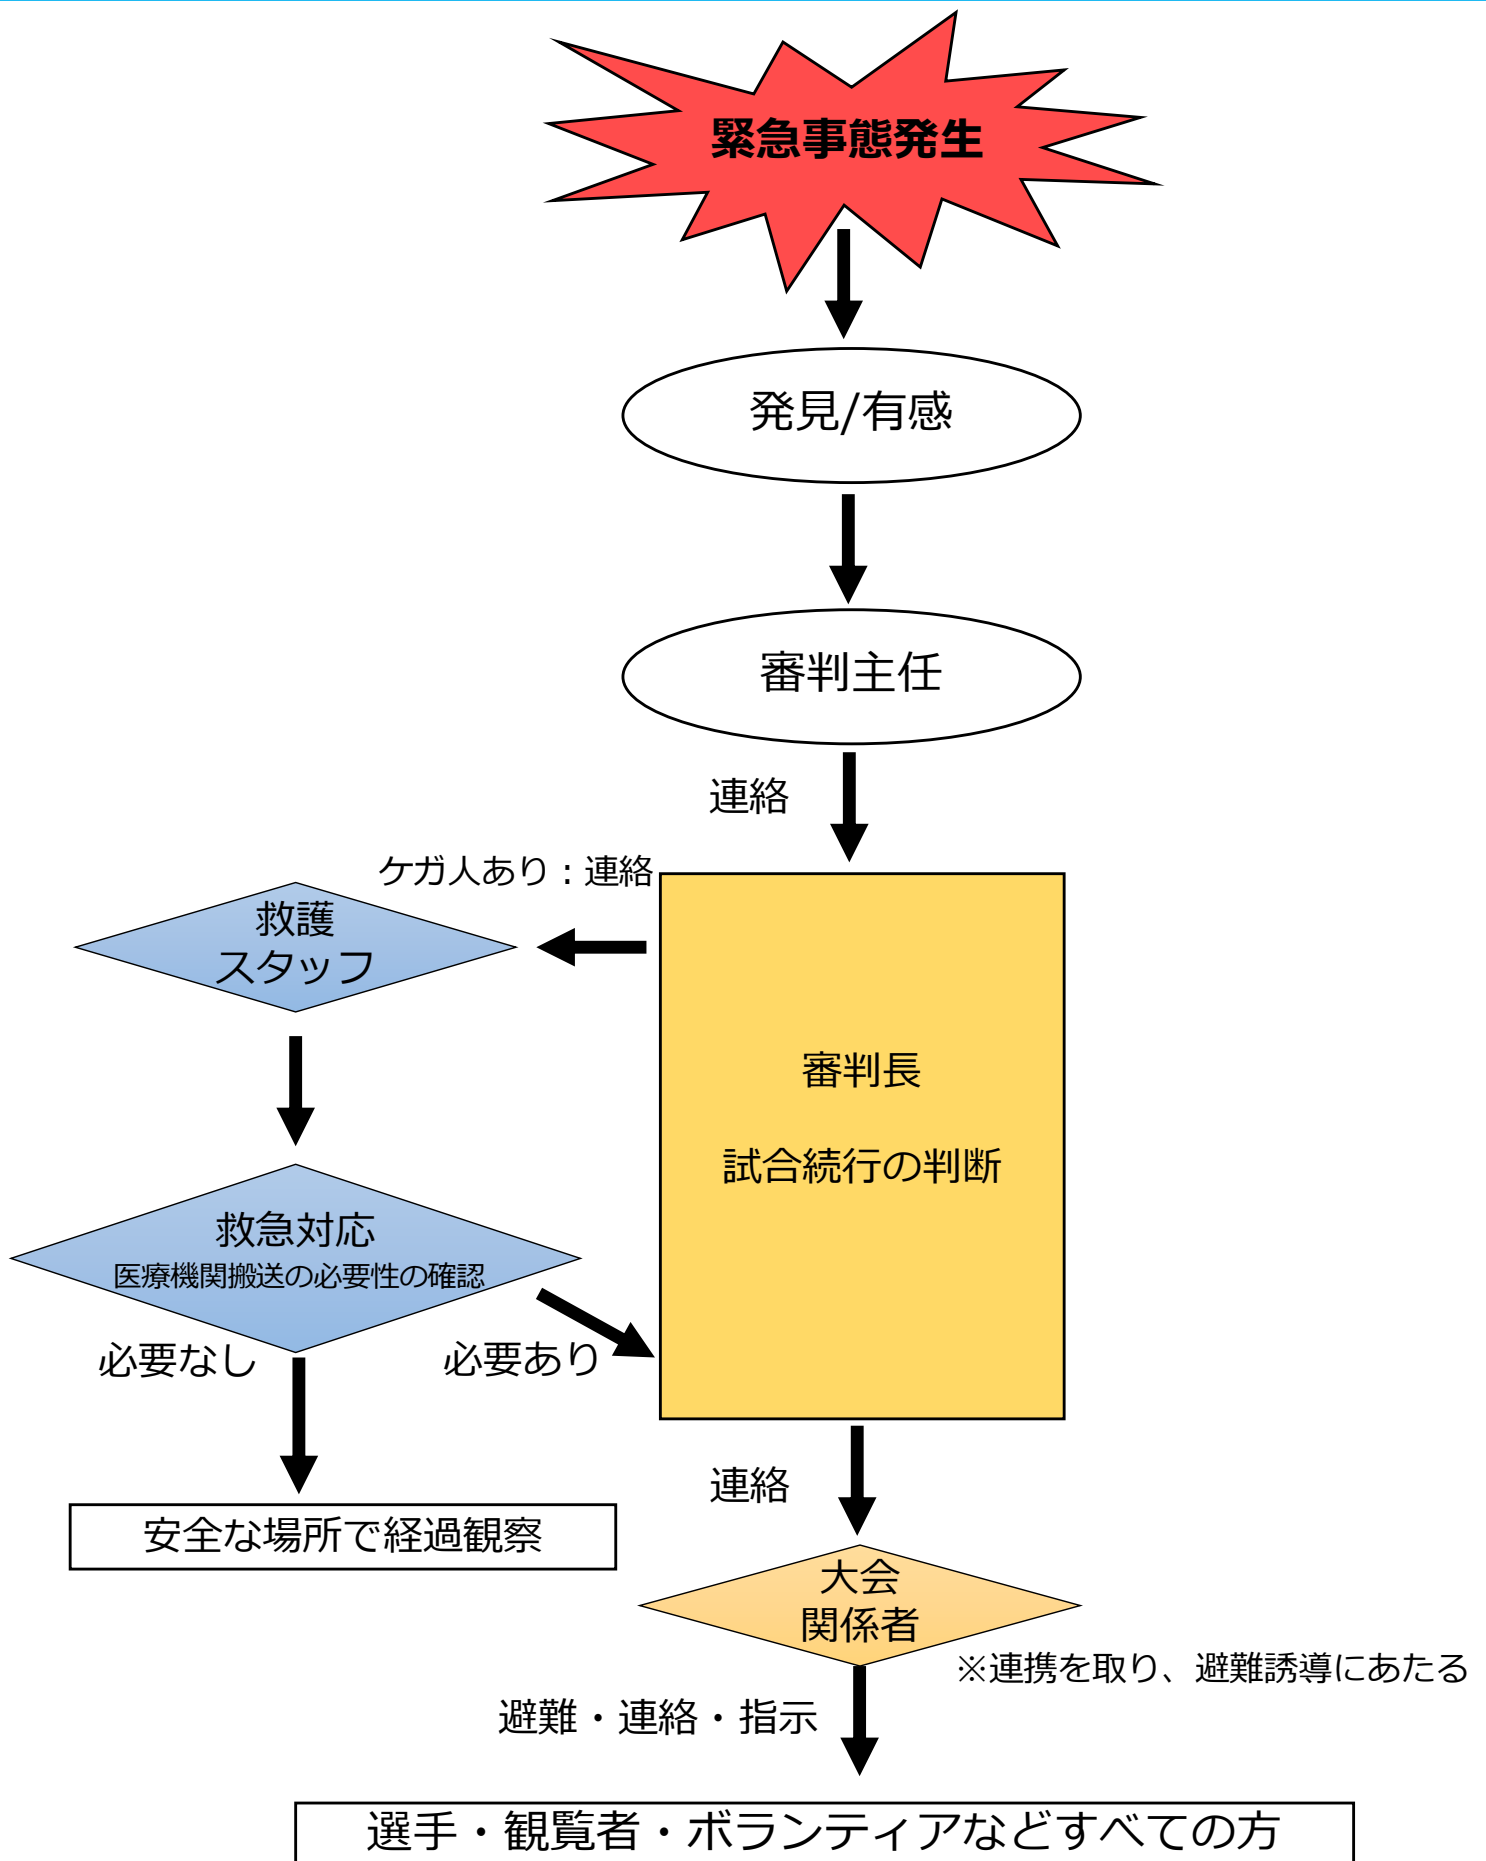 緊急事態発生
発見/有感
審判主任
連絡
ケガ人あり：連絡
救護
スタッフ
審判長
試合続行の判断
救急対応
医療機関搬送の必要性の確認
必要なし
必要あり
連絡
安全な場所で経過観察
大会
関係者
※連携を取り、避難誘導にあたる
避難・連絡・指示
選手・観覧者・ボランティアなどすべての方